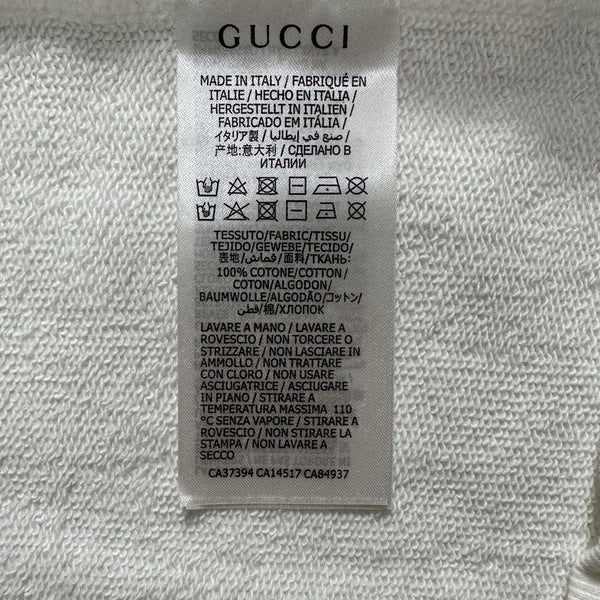 GUCCI
MADE IN ITALY / FABRIQUÉ EN
ITALIE / HECHO EN ITALIA /
HERGESTELLT IN ITALIEN /
FABRICADO EM ITÁLIA /
イタリア製 / صنع في إيطاليا /
产地:意大利 / СДЕЛАНО В
ИТАЛИИ
TESSUTO/FABRIC/TISSU/
TEJIDO/GEWEBE/TECIDO/
表地/قماش/面料/ТКАНЬ:
100% COTONE/COTTON/
COTON/ALGODON/
BAUMWOLLE/ALGODÃO/コットン/
قطن/棉/ХЛОПОК
LAVARE A MANO / LAVARE A
ROVESCIO / NON TORCERE O
STRIZZARE / NON LASCIARE IN
AMMOLLO / NON TRATTARE
CON CLORO / NON USARE
ASCIUGATRICE / ASCIUGARE
IN PIANO / STIRARE A
TEMPERATURA MASSIMA 110
°C SENZA VAPORE / STIRARE A
ROVESCIO / NON STIRARE LA
STAMPA / NON LAVARE A
SECCO
CA37394 CA14517 CA84937